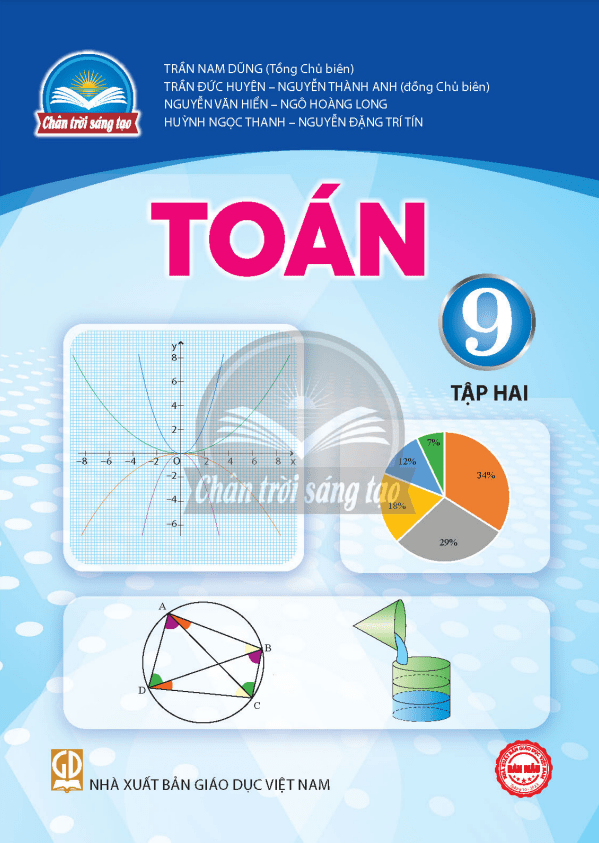 TRẦN NAM DŨNG (Tổng Chủ biên)
TRẦN ĐỨC HUYÊN – NGUYỄN THÀNH ANH (đồng Chủ biên)
NGUYỄN VĂN HIỂN – NGÔ HOÀNG LONG
HUỲNH NGỌC THANH – NGUYỄN ĐẶNG TRÍ TÍN
Chân trời sáng tạo
TOÁN
9
TẬP HAI
y
8
6
4
2
-8 -6 -4 -2 O 2 4 6 8 x
-2
-4
-6
Chân trời sáng tạo
7%
12%
34%
18%
29%
A
B
D
C
GD
NHÀ XUẤT BẢN GIÁO DỤC VIỆT NAM